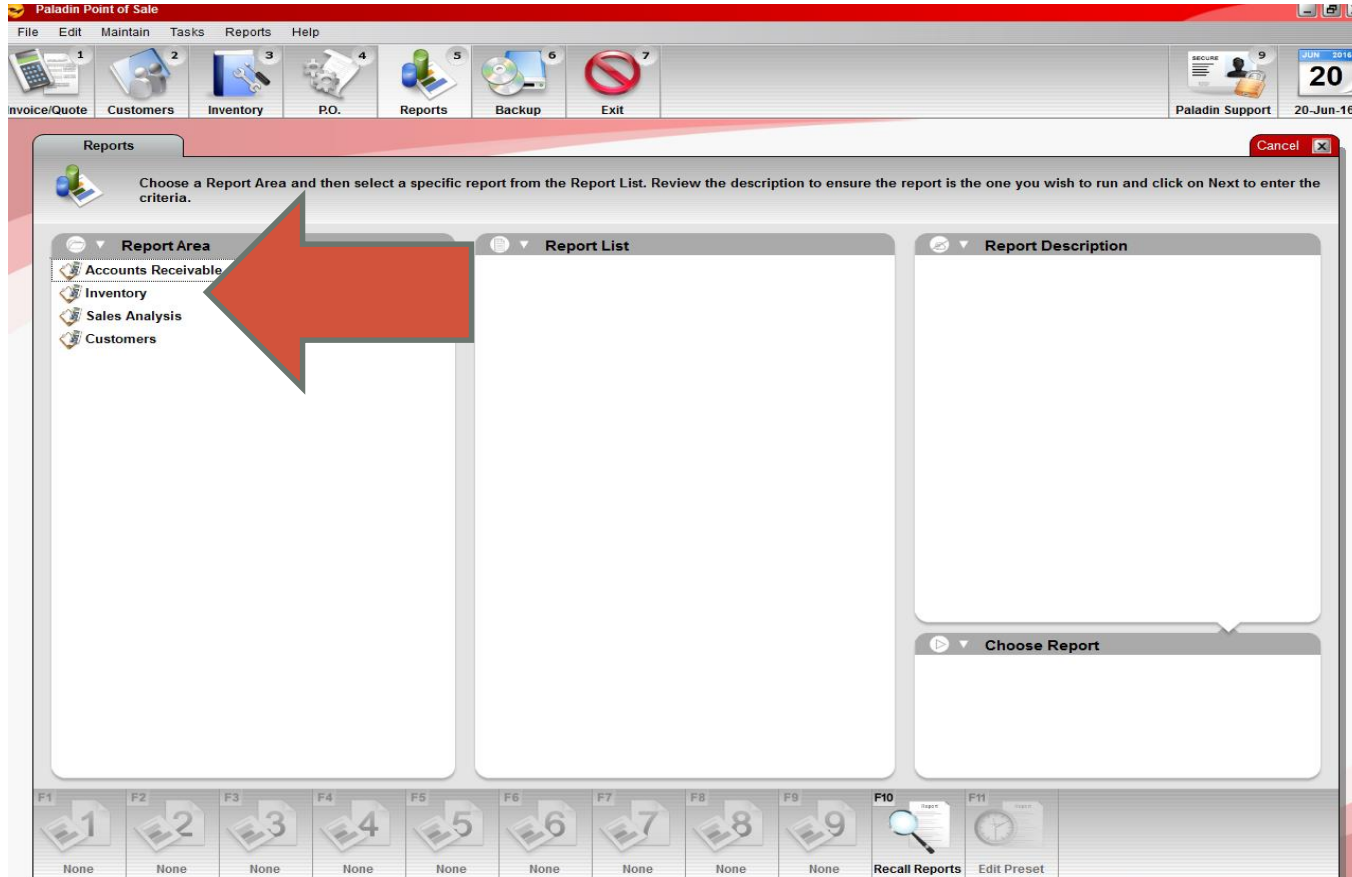 Paladin Point of Sale
File Edit Maintain Tasks Reports Help
1 2 3 4 5 6 7 SECURE 9 JUN 2016
20
nvoice/Quote Customers Inventory P.O. Reports Backup Exit Paladin Support 20-Jun-16
Reports Cancel
Choose a Report Area and then select a specific report from the Report List. Review the description to ensure the report is the one you wish to run and click on Next to enter the
criteria.
Report Area Report List Report Description
Accounts Receivable
Inventory
Sales Analysis
Customers
Choose Report
F1 F2 F3 F4 F5 F6 F7 F8 F9 F10 F11
Report Report
1 2 3 4 5 6 7 8 9
None None None None None None None None None Recall Reports Edit Preset